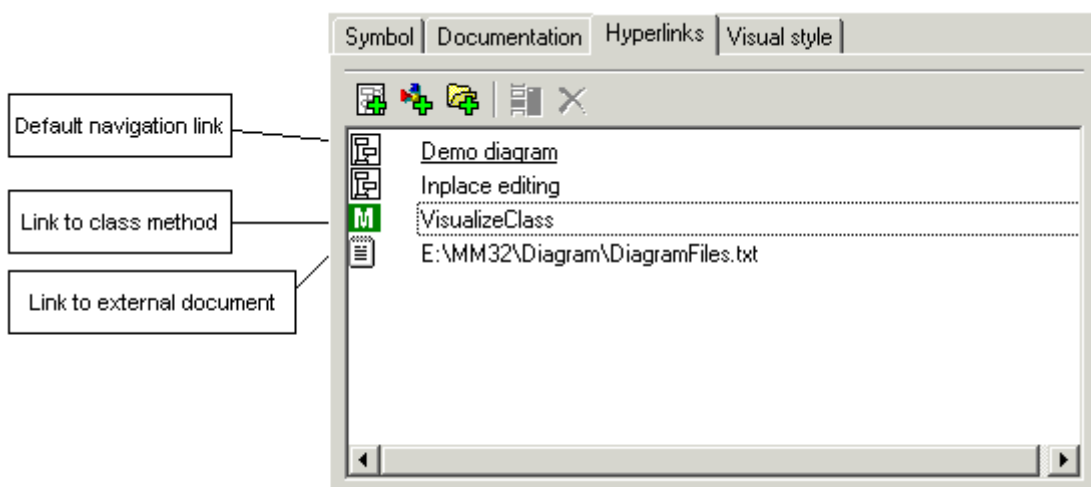 Symbol Documentation Hyperlinks Visual style
Default navigation link
Link to class method
Link to external document
Demo diagram
Inplace editing
M VisualizeClass
E:\MM32\Diagram\DiagramFiles.txt